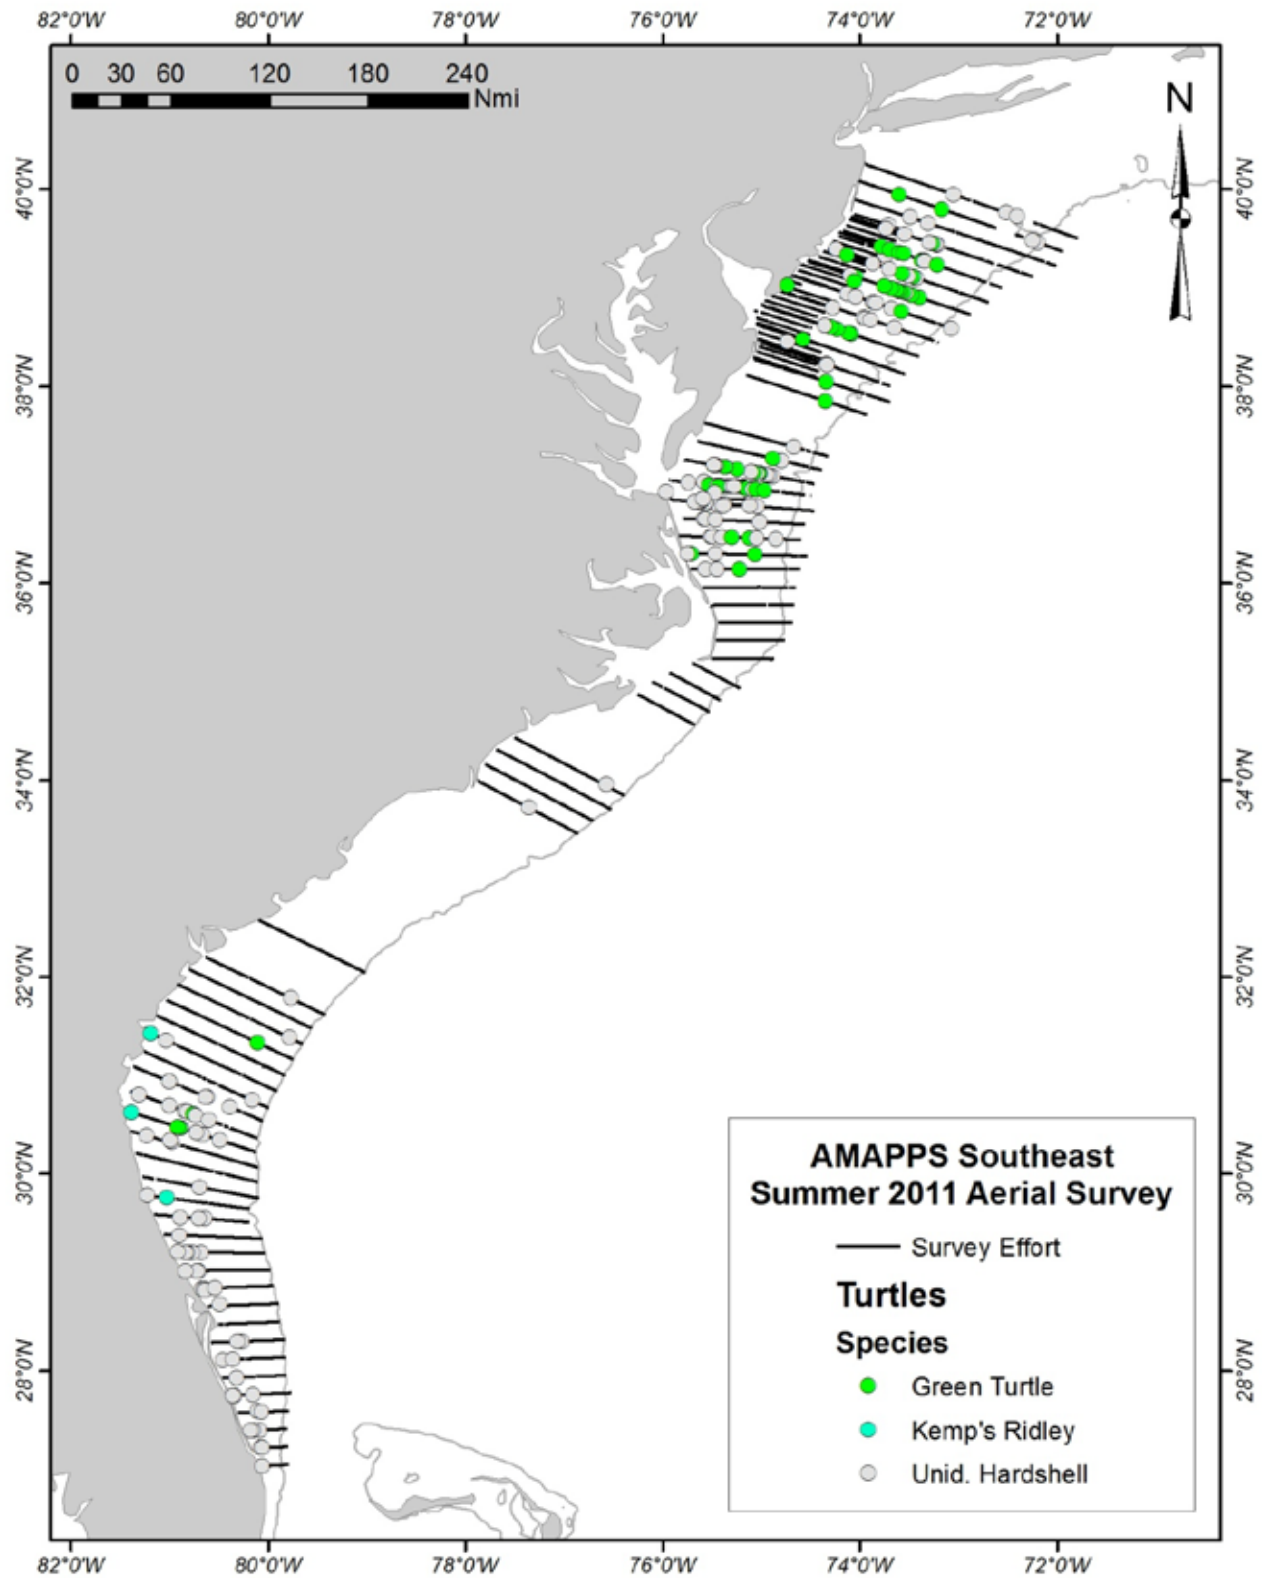 82°0'W 80°0'W 78°0'W 76°0'W 74°0'W 72°0'W
0 30 60 120 180 240
Nmi
N
40°0'N 40°0'N
38°0'N 38°0'N
36°0'N 36°0'N
34°0'N 34°0'N
32°0'N 32°0'N
30°0'N 30°0'N
28°0'N 28°0'N
AMAPPS Southeast
Summer 2011 Aerial Survey
Survey Effort
Turtles
Species
Green Turtle
Kemp's Ridley
Unid. Hardshell
82°0'W 80°0'W 78°0'W 76°0'W 74°0'W 72°0'W